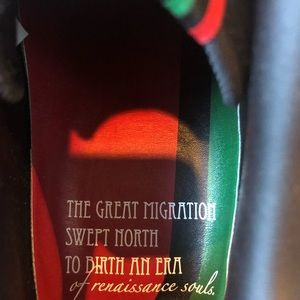 THE GREAT MIGRATION
SWEPT NORTH
TO BIRTH AN ERA
of renaissance souls.